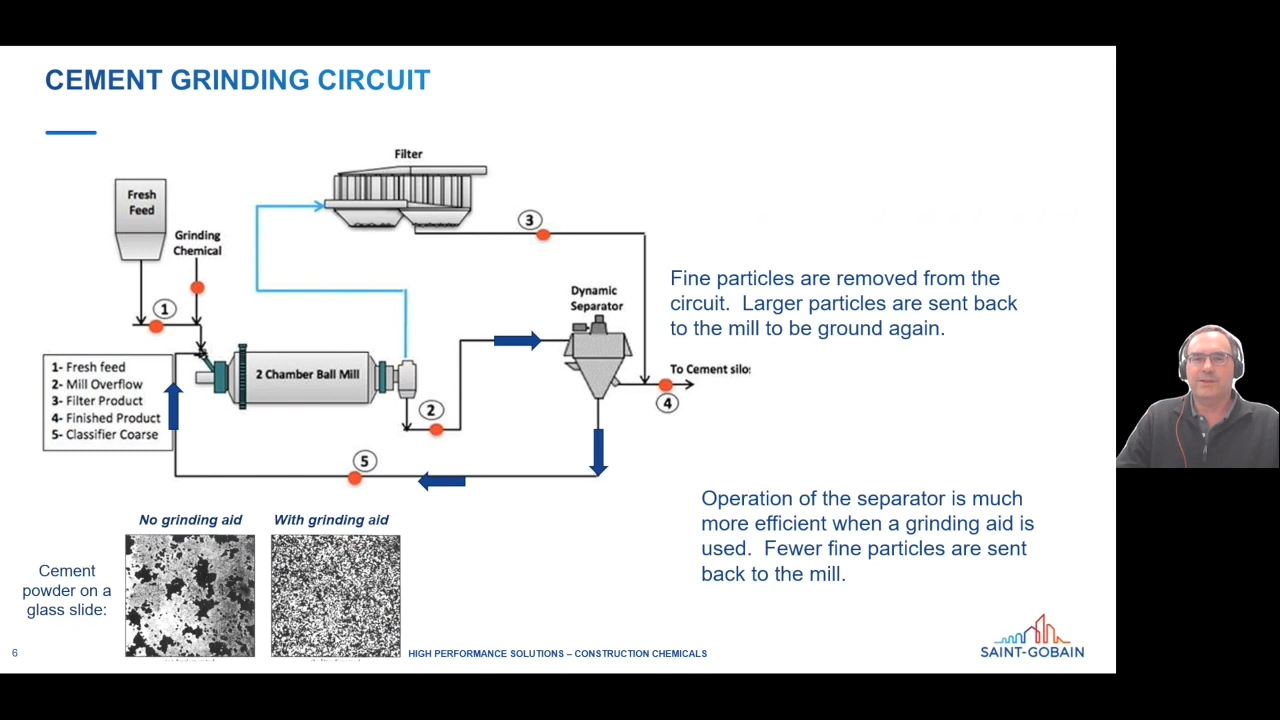 CEMENT GRINDING CIRCUIT
Filter
Fresh
Feed
Grinding
Chemical
3
1
Dynamic
Separator
Fine particles are removed from the
circuit. Larger particles are sent back
to the mill to be ground again.
1- Fresh feed
2- Mill Overflow
3- Filter Product
4- Finished Product
5- Classifier Coarse
2 Chamber Ball Mill
2
To Cement silo
4
5
No grinding aid
With grinding aid
Cement
powder on a
glass slide:
Operation of the separator is much
more efficient when a grinding aid is
used. Fewer fine particles are sent
back to the mill.
6
HIGH PERFORMANCE SOLUTIONS – CONSTRUCTION CHEMICALS
SAINT-GOBAIN